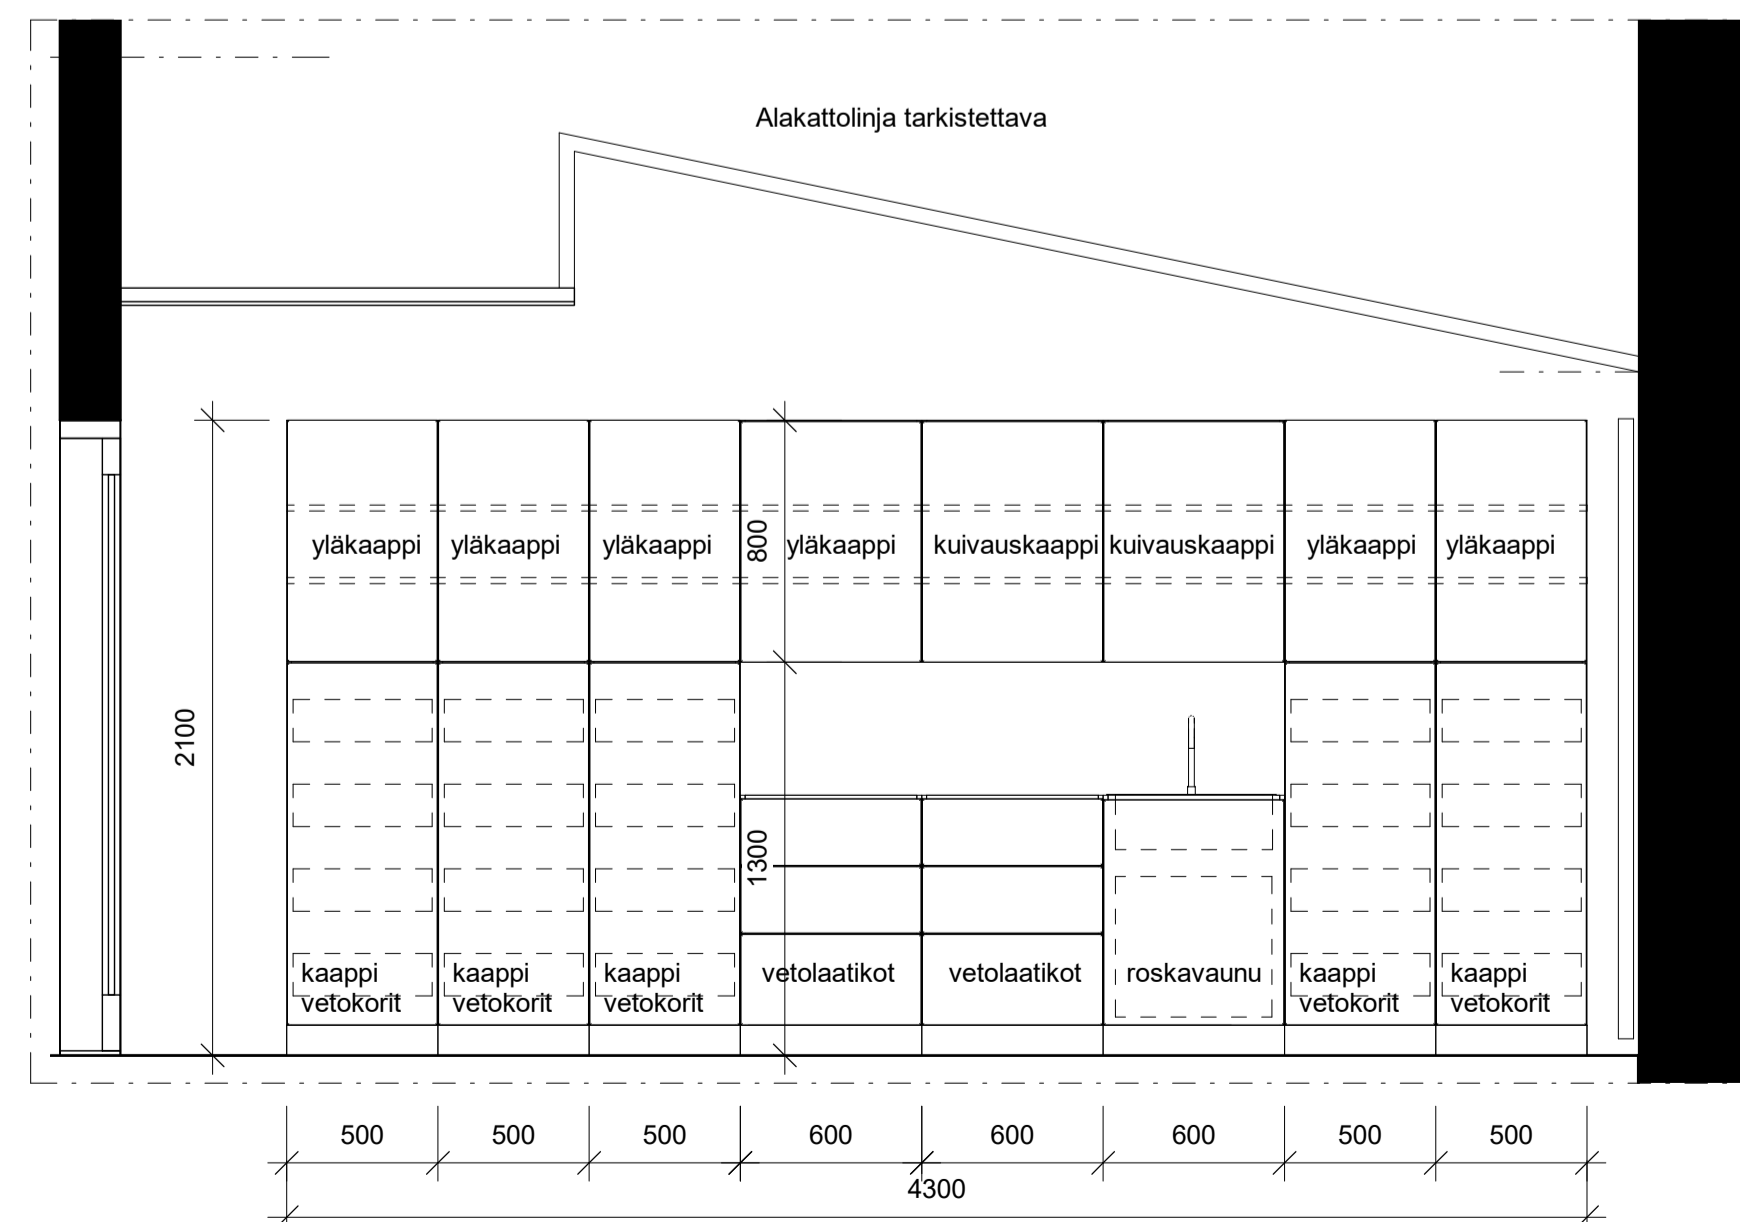 Alakattolinja tarkistettava
yläkaappi yläkaappi yläkaappi 800 yläkaappi kuivauskaappi kuivauskaappi yläkaappi yläkaappi
2100
1300
kaappi kaappi kaappi vetolaatikot vetolaatikot roskavaunu kaappi kaappi
vetokorit vetokorit vetokorit vetokorit vetokorit
500 500 500 600 600 600 500 500
4300